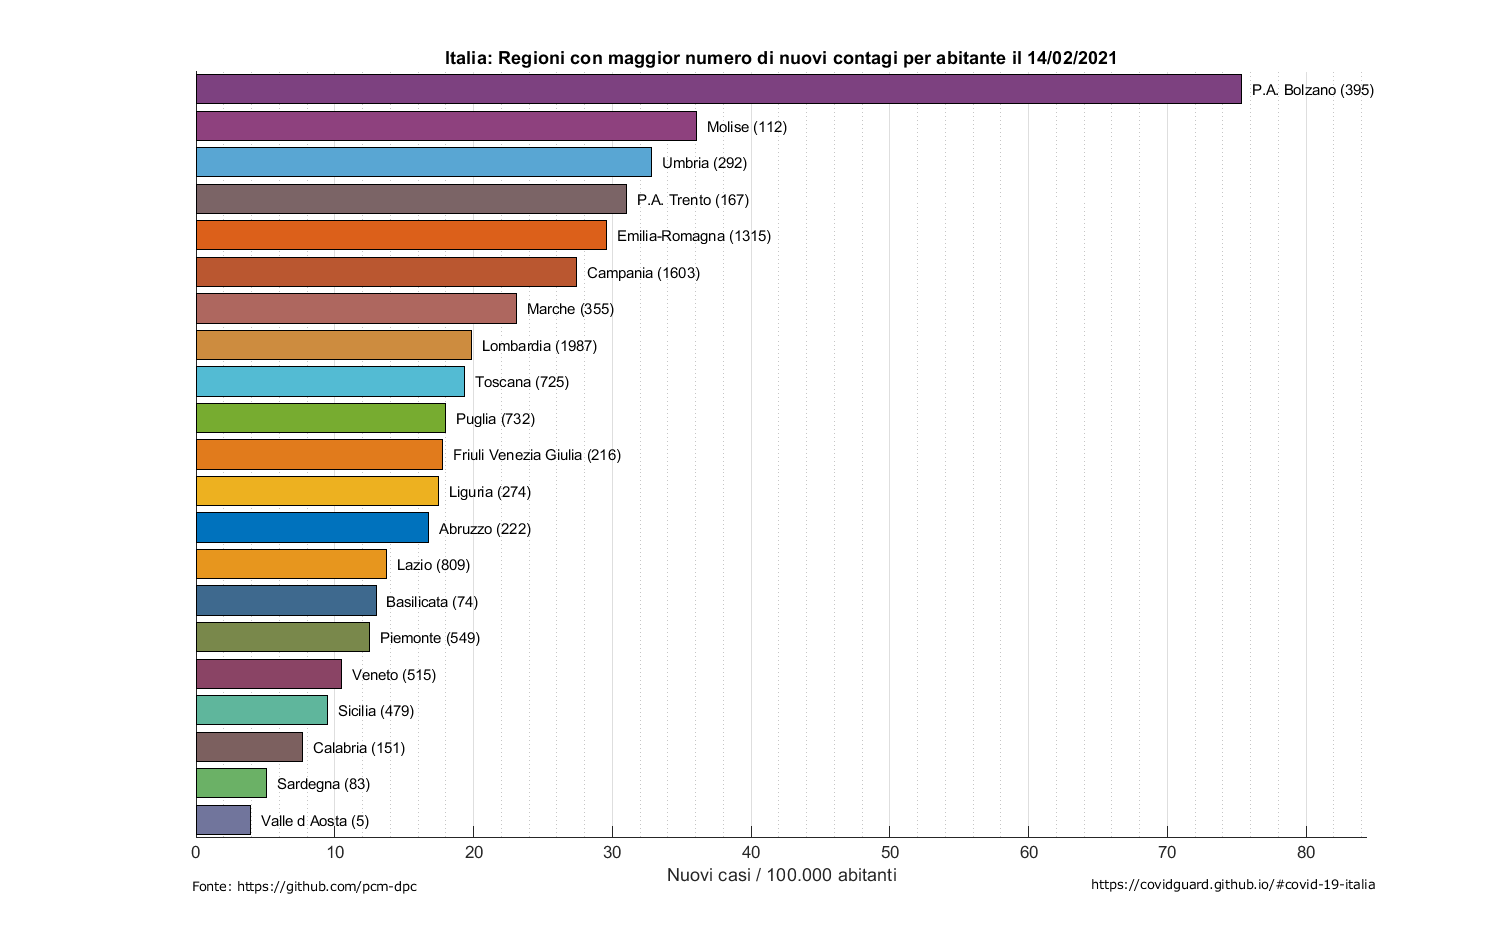 Italia: Regioni con maggior numero di nuovi contagi per abitante il 14/02/2021
P.A. Bolzano (395)
Molise (112)
Umbria (292)
P.A. Trento (167)
Emilia-Romagna (1315)
Campania (1603)
Marche (355)
Lombardia (1987)
Toscana (725)
Puglia (732)
Friuli Venezia Giulia (216)
Liguria (274)
Abruzzo (222)
Lazio (809)
Basilicata (74)
Piemonte (549)
Veneto (515)
Sicilia (479)
Calabria (151)
Sardegna (83)
Valle d Aosta (5)
0 10 20 30 40 50 60 70 80
Nuovi casi / 100.000 abitanti
Fonte: https://github.com/pcm-dpc
https://covidguard.github.io/#covid-19-italia